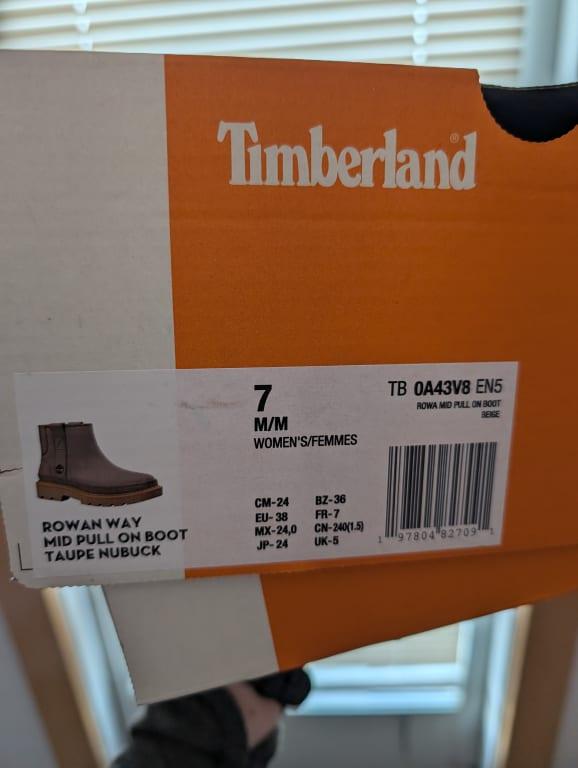 Timberland®
7
M/M
WOMEN'S/FEMMES
TB 0A43V8 EN5
ROWA MID PULL ON BOOT
BEIGE
ROWAN WAY
MID PULL ON BOOT
TAUPE NUBUCK
CM-24 BZ-36
EU-38 FR-7
MX-24,0 CN-240(1.5)
JP-24 UK-5
1 97804 82709 1